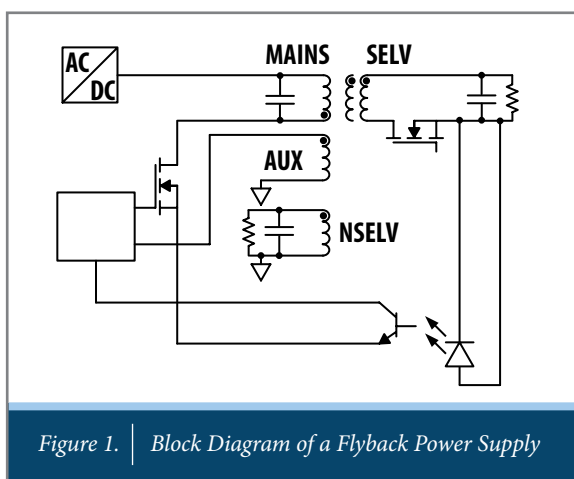 MAINS SELV
AC
DC
AUX
NSELV
Figure 1. Block Diagram of a Flyback Power Supply